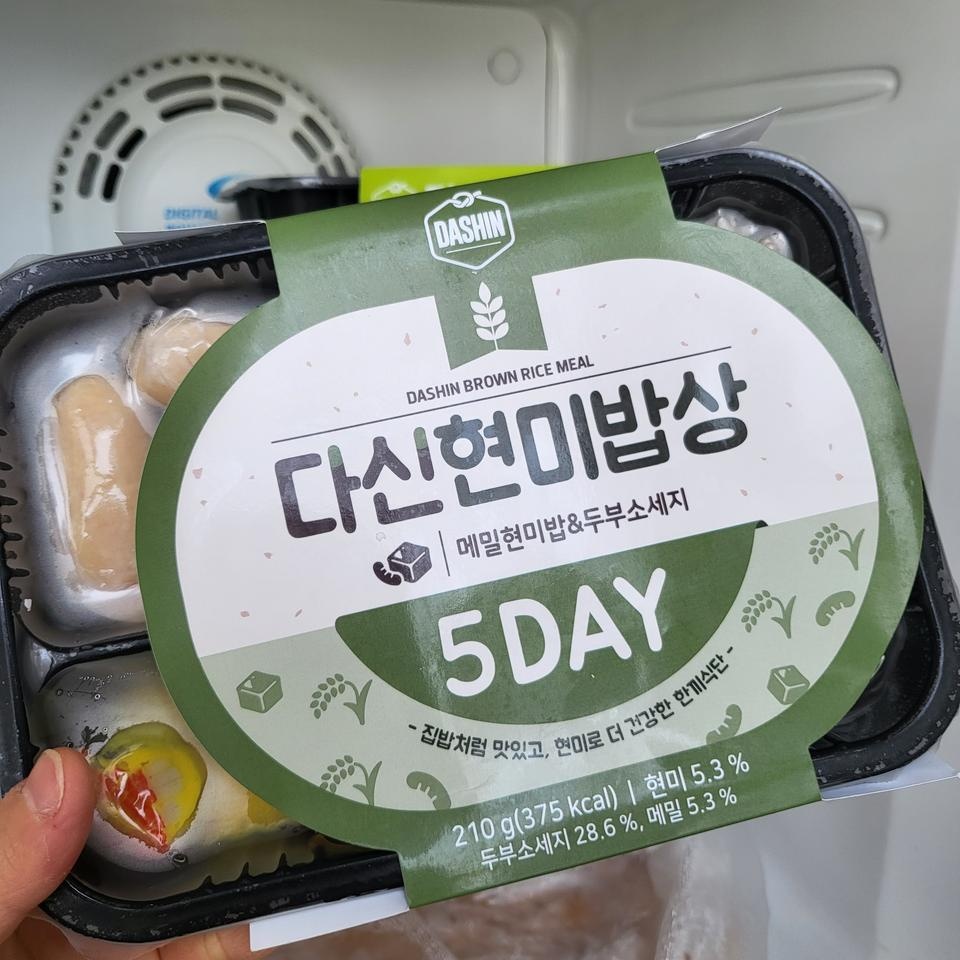 DIGITAL
DASHIN
DASHIN BROWN RICE MEAL
다신현미밥상
메밀현미밥&두부소세지
5DAY
- 집밥처럼 맛있고, 현미로 더 건강한 한끼식단 -
210 g(375 kcal) | 현미 5.3 %
두부소세지 28.6 %, 메밀 5.3 %